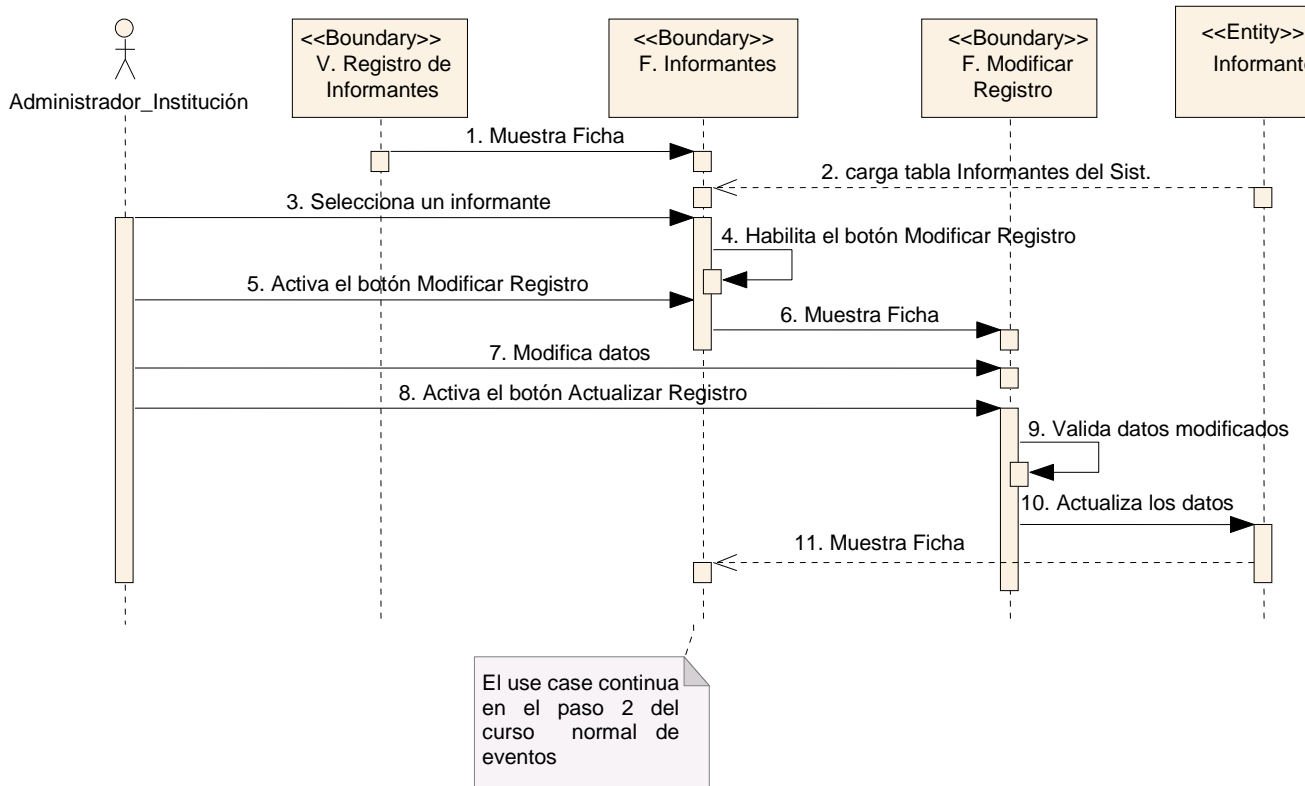 Administrador_Institución
<<Boundary>>
V. Registro de
Informantes
<<Boundary>>
F. Informantes
<<Boundary>>
F. Modificar
Registro
<<Entity>>
1. Muestra Ficha
2. carga tabla Informantes del Sist.
3. Selecciona un informante
4. Habilita el botón Modificar Registro
5. Activa el botón Modificar Registro
6. Muestra Ficha
7. Modifica datos
8. Activa el botón Actualizar Registro
9. Valida datos modificados
10. Actualiza los datos
11. Muestra Ficha
El use case continua
en el paso 2 del
curso normal de
eventos